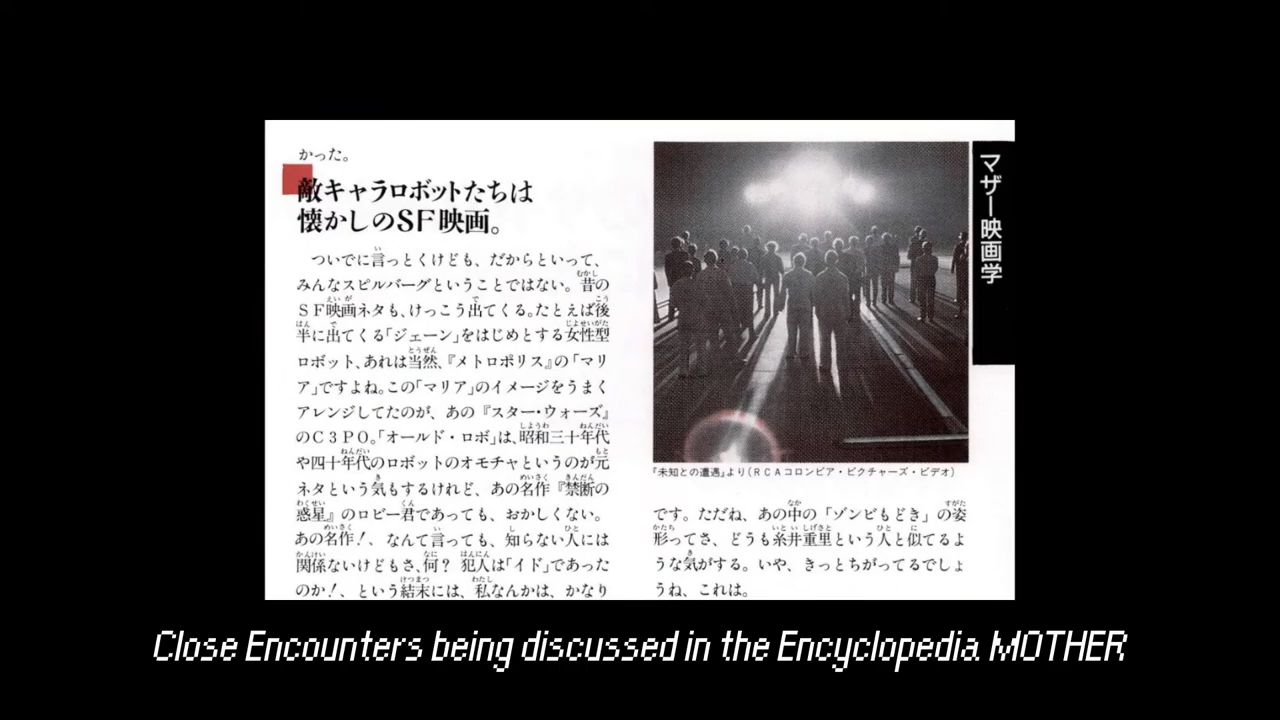 かった。
敵キャラロボットたちは
懐かしのSF映画。
ついでに言っとくけども、だからといって、
みんなスピルバーグということではない。昔の
ＳＦ映画ネタも、けっこう出てくる。たとえば後
半に出てくる「ジェーン」をはじめとする女性型
ロボット、あれは当然、『メトロポリス』の「マリ
ア」ですよね。この「マリア」のイメージをうまく
アレンジしてたのが、あの『スター・ウォーズ』
のＣ３ＰＯ。「オールド・ロボ」は、昭和三十年代
や四十年代のロボットのオモチャというのが元
ネタという気もするけれど、あの名作『禁断の
惑星』のロビー君であっても、おかしくない。
あの名作！、なんて言っても、知らない人には
関係ないけどもさ、何？ 犯人は「イド」であった
のか！、という結末には、私なんかは、かなり
マザー映画学
『未知との遭遇』より（ＲＣＡコロンビア・ピクチャーズ・ビデオ）
です。ただね、あの中の「ゾンビもどき」の姿
形ってさ、どうも糸井重里という人と似てるよ
うな気がする。いや、きっとちがってるでしょ
うね、これは。
Close Encounters being discussed in the Encyclopedia MOTHER